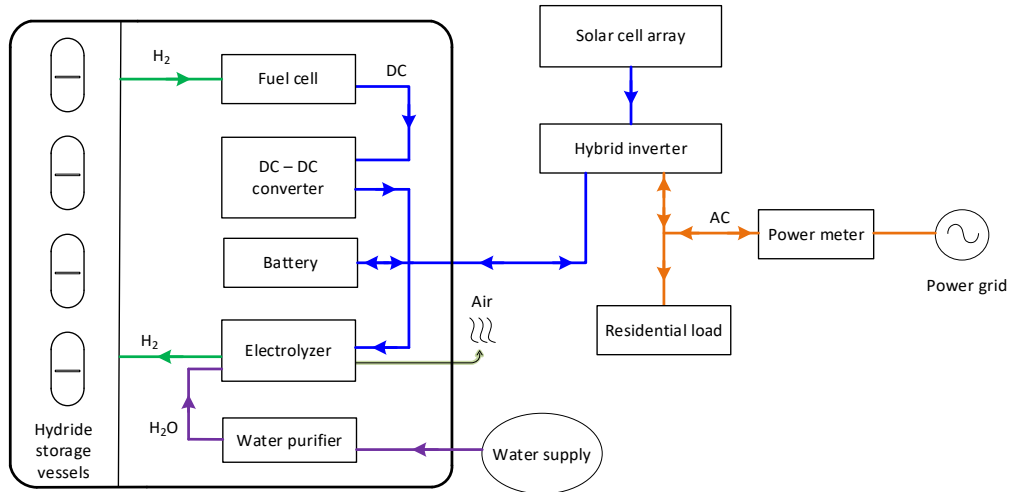 Solar cell array
H₂
Fuel cell
DC
Hybrid inverter
DC – DC
converter
AC
Power meter
Battery
Power grid
Air
Residential load
H₂
Electrolyzer
H₂O
Hydride
storage
vessels
Water purifier
Water supply